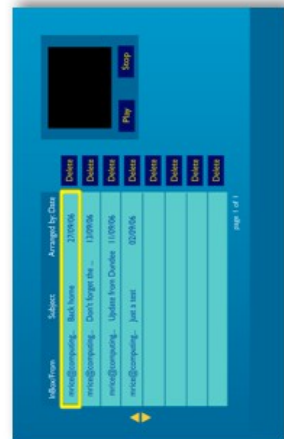 InBox/From Subject Arranged by: Date
mrice@computing... Back home 27/09/06 Delete
mrice@computing... Don't forget the ... 13/09/06 Delete
mrice@computing... Update from Dundee 11/09/06 Delete
mrice@computing... Just a test 02/09/06 Delete
Delete
Delete
Delete
Delete
page 1 of 1
Play Stop